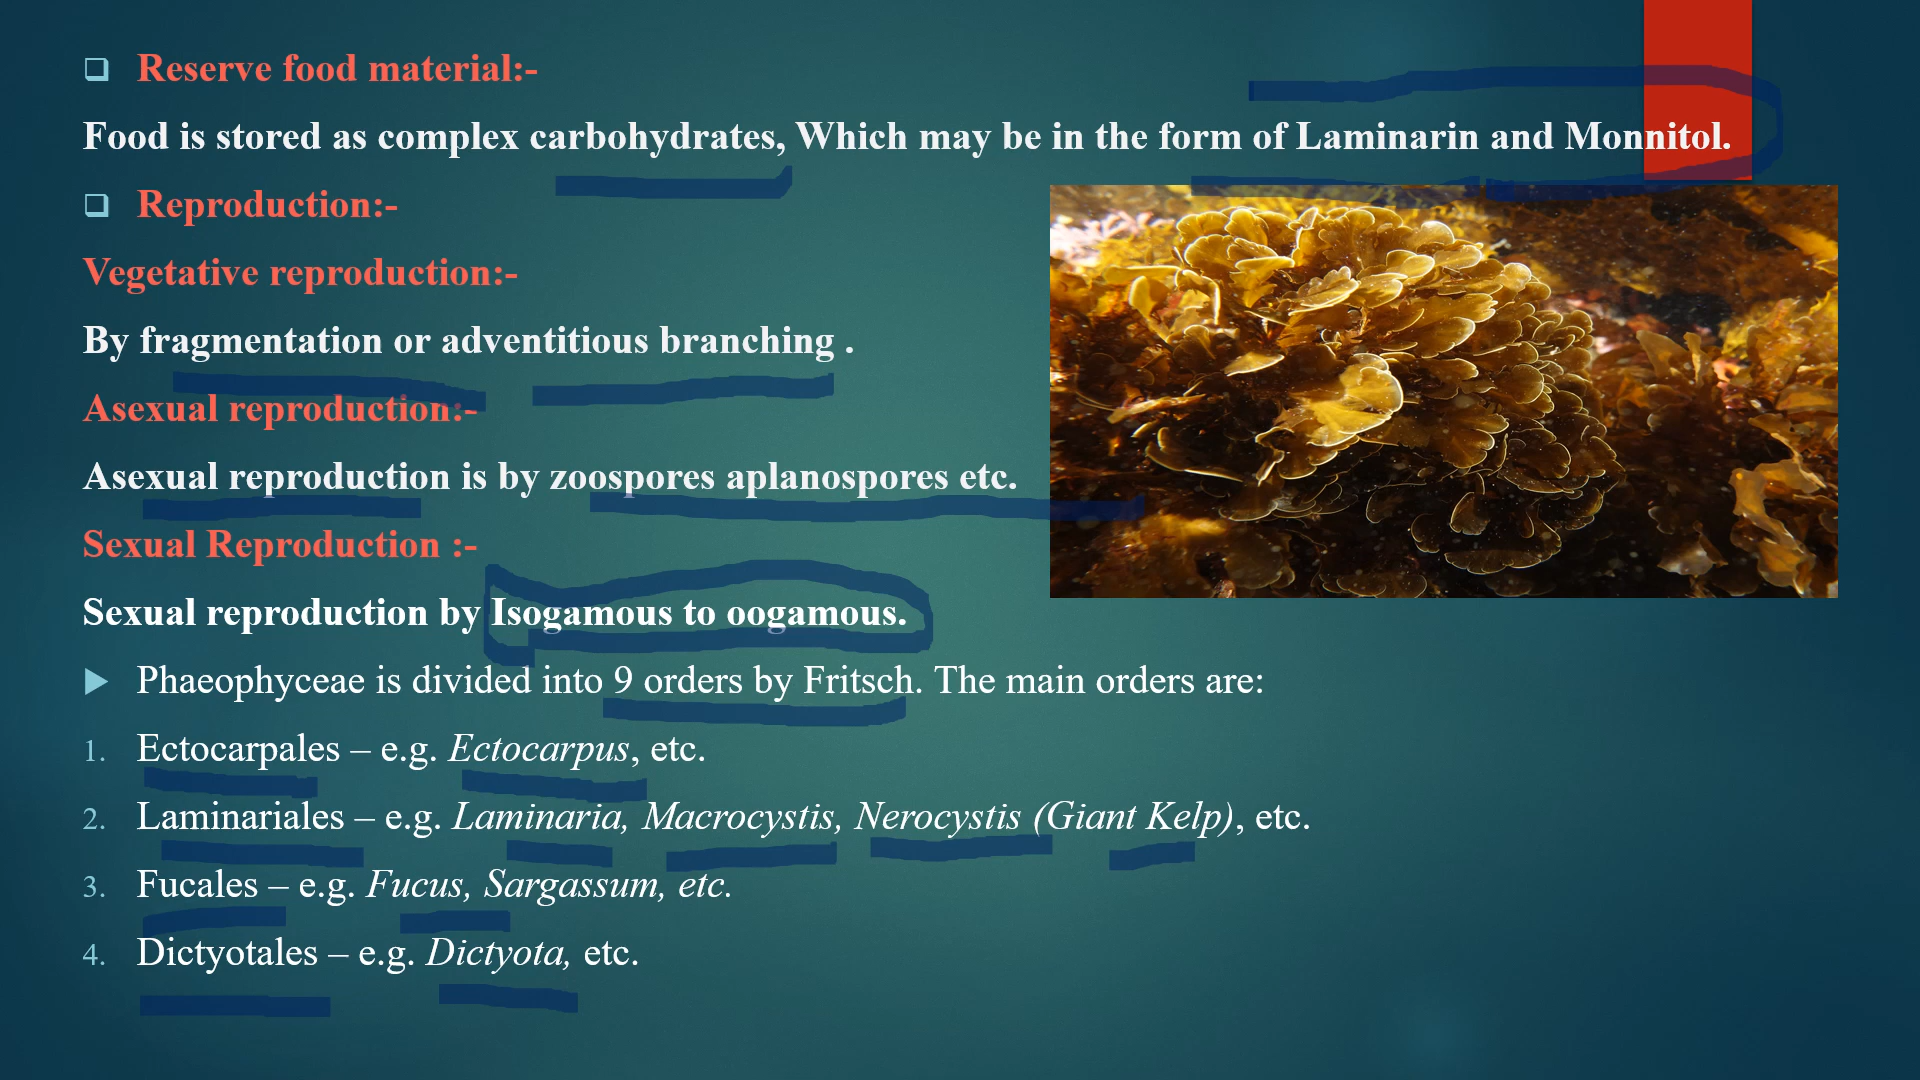 Reserve food material:-
Food is stored as complex carbohydrates, Which may be in the form of Laminarin and Monnitol.
Reproduction:-
Vegetative reproduction:-
By fragmentation or adventitious branching .
Asexual reproduction:-
Asexual reproduction is by zoospores aplanospores etc.
Sexual Reproduction :-
Sexual reproduction by Isogamous to oogamous.
Phaeophyceae is divided into 9 orders by Fritsch. The main orders are:
1. Ectocarpales – e.g. Ectocarpus, etc.
2. Laminariales – e.g. Laminaria, Macrocystis, Nerocystis (Giant Kelp), etc.
3. Fucales – e.g. Fucus, Sargassum, etc.
4. Dictyotales – e.g. Dictyota, etc.